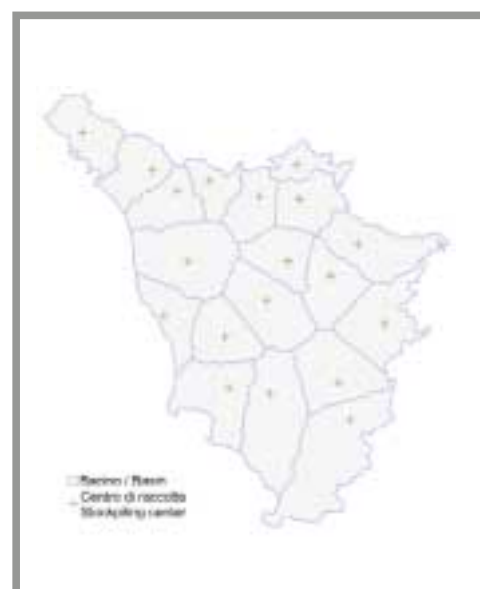 Bacino / Basin
Centro di raccolta
Stockpiling center